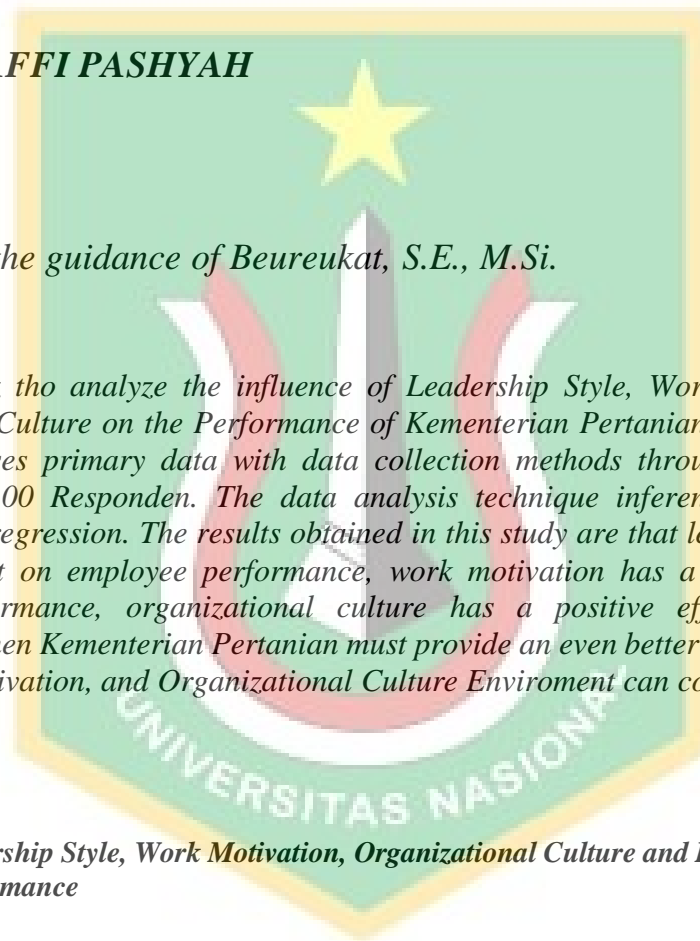 FFI PASHYAH
the guidance of Beureukat, S.E., M.Si.
tho analyze the influence of Leadership Style, Wor
Culture on the Performance of Kementerian Pertanian
es primary data with data collection methods throu
00 Responden. The data analysis technique inferen
regression. The results obtained in this study are that le
t on employee performance, work motivation has a
rmance, organizational culture has a positive eff
en Kementerian Pertanian must provide an even better
ivation, and Organizational Culture Enviroment can co
UNIVERSITAS NASIONAL
rship Style, Work Motivation, Organizational Culture and
rmance